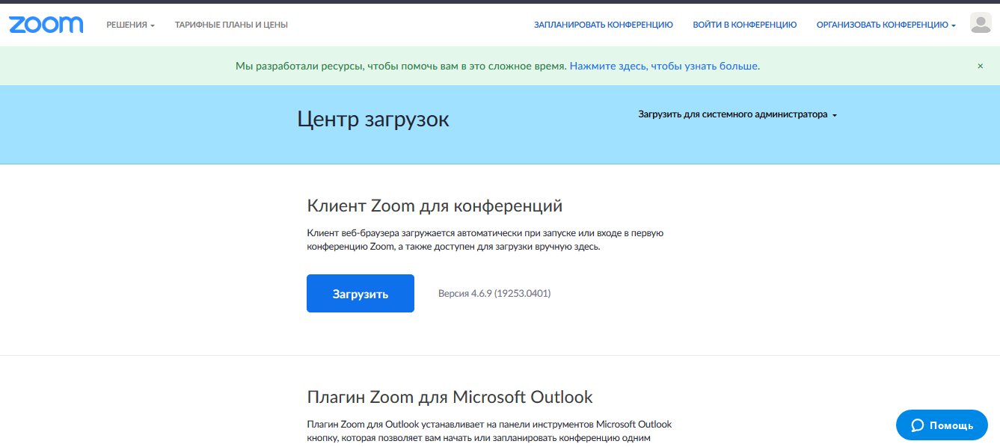 zoom
РЕШЕНИЯ
ТАРИФНЫЕ ПЛАНЫ И ЦЕНЫ
ЗАПЛАНИРОВАТЬ КОНФЕРЕНЦИЮ
ВОЙТИ В КОНФЕРЕНЦИЮ
ОРГАНИЗОВАТЬ КОНФЕРЕНЦИЮ
Мы разработали ресурсы, чтобы помочь вам в это сложное время. Нажмите здесь, чтобы узнать больше.
Центр загрузок
Загрузить для системного администратора
Клиент Zoom для конференций
Клиент веб-браузера загружается автоматически при запуске или входе в первую
конференцию Zoom, а также доступен для загрузки вручную здесь.
Загрузить
Версия 4.6.9 (19253.0401)
Плагин Zoom для Microsoft Outlook
Плагин Zoom для Outlook устанавливает на панели инструментов Microsoft Outlook
кнопку, которая позволяет вам начать или запланировать конференцию одним
Помощь